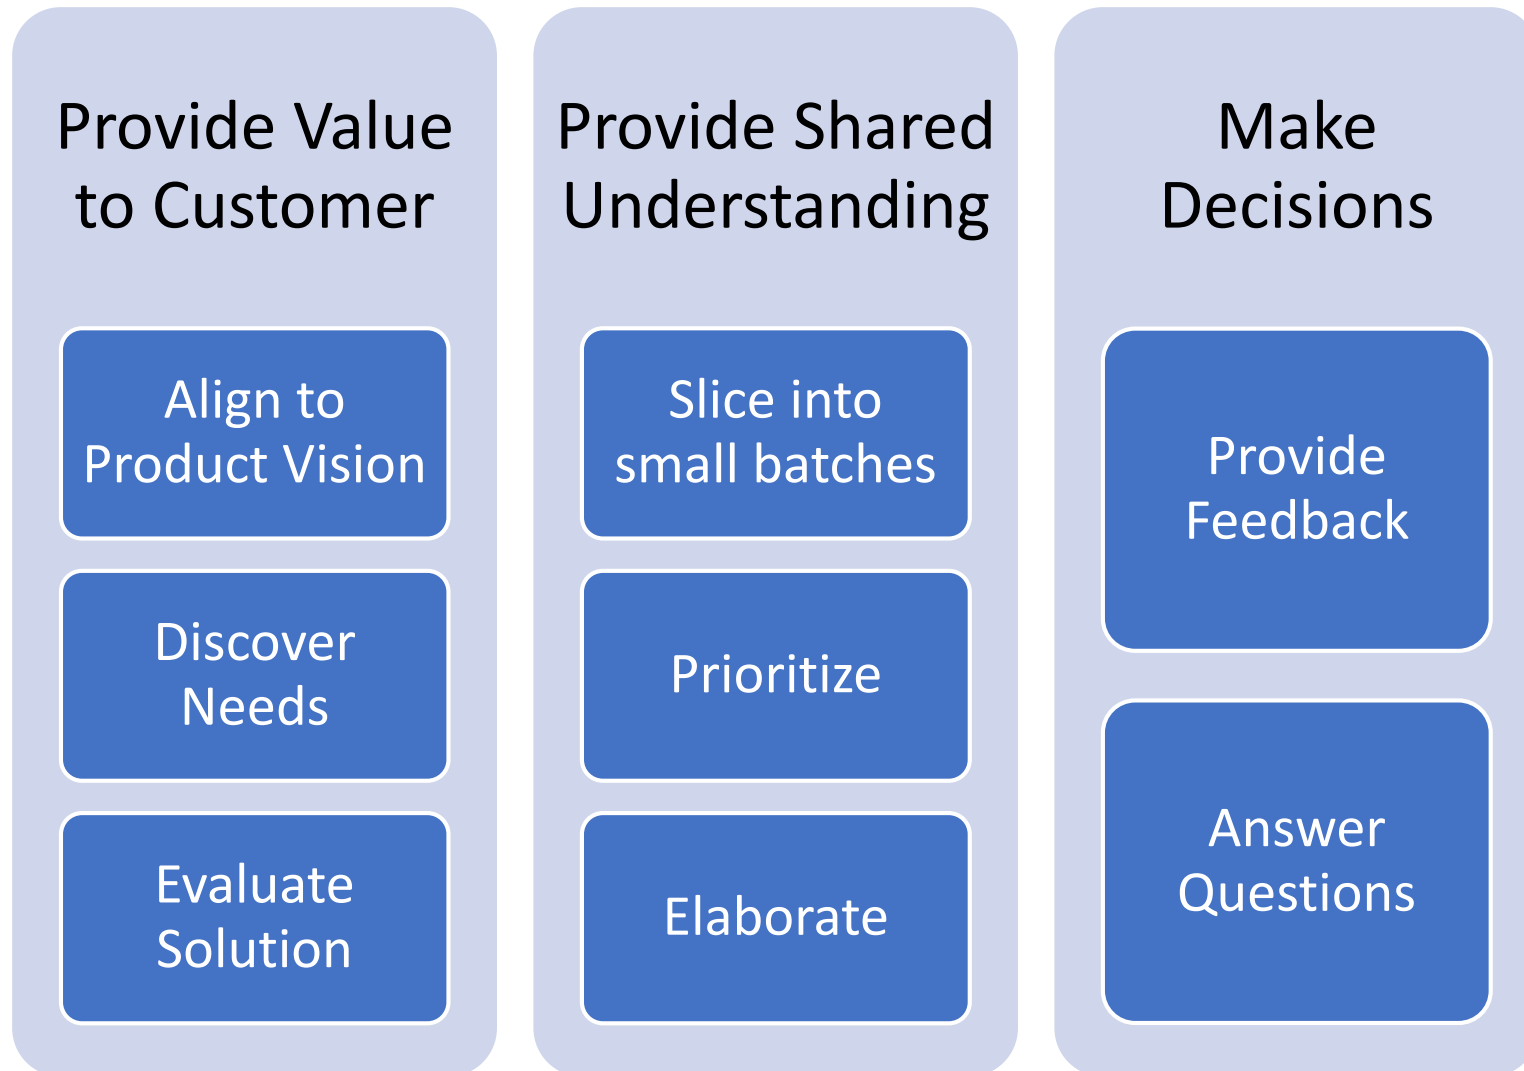 Provide Value
to Customer
Align to
Product Vision
Discover
Needs
Evaluate
Solution
Provide Shared
Understanding
Slice into
small batches
Prioritize
Elaborate
Make
Decisions
Provide
Feedback
Answer
Questions